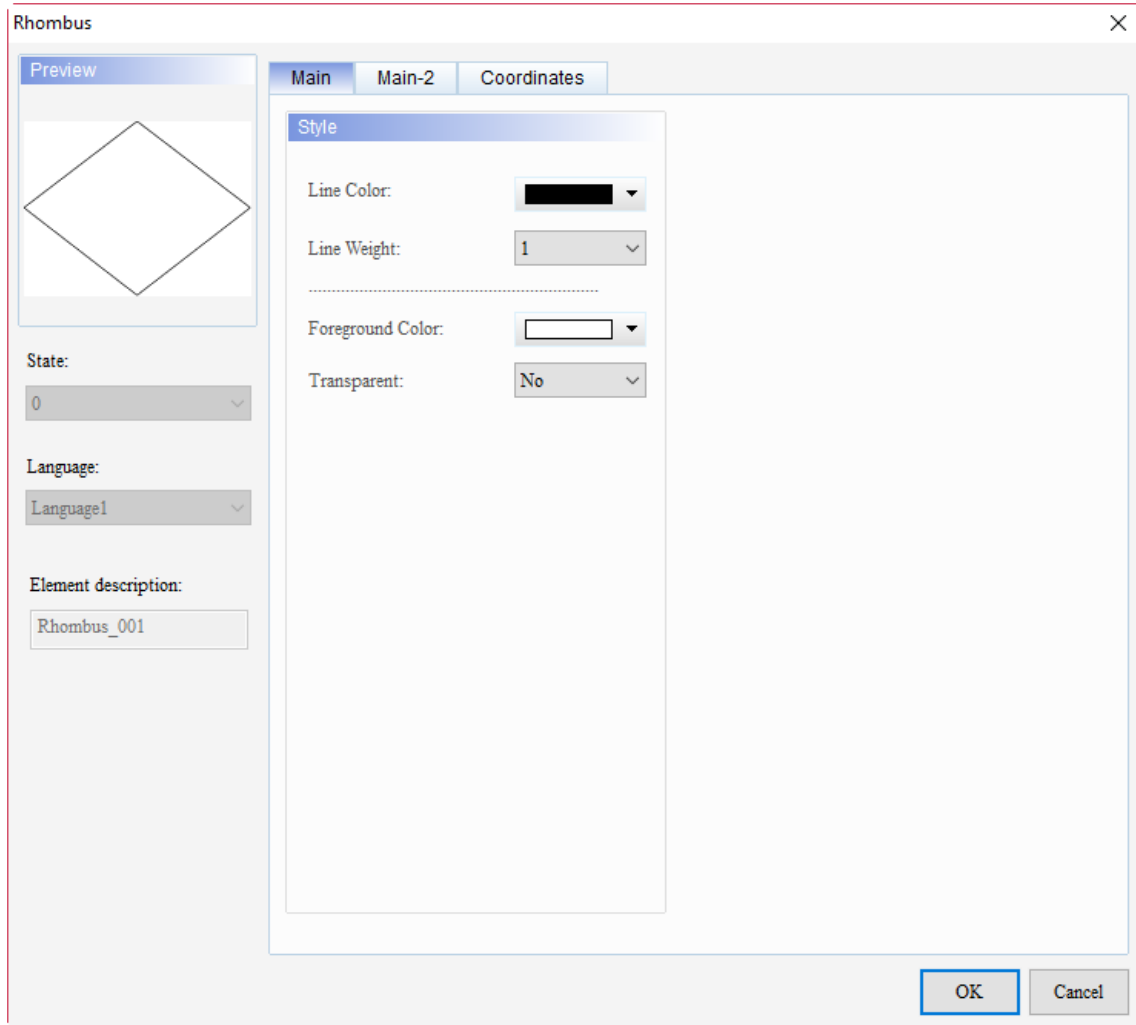 Rhombus
Preview
Main Main-2 Coordinates
Style
Line Color:
Line Weight: 1
Foreground Color:
Transparent: No
State:
0
Language:
Language1
Element description:
Rhombus_001
OK Cancel